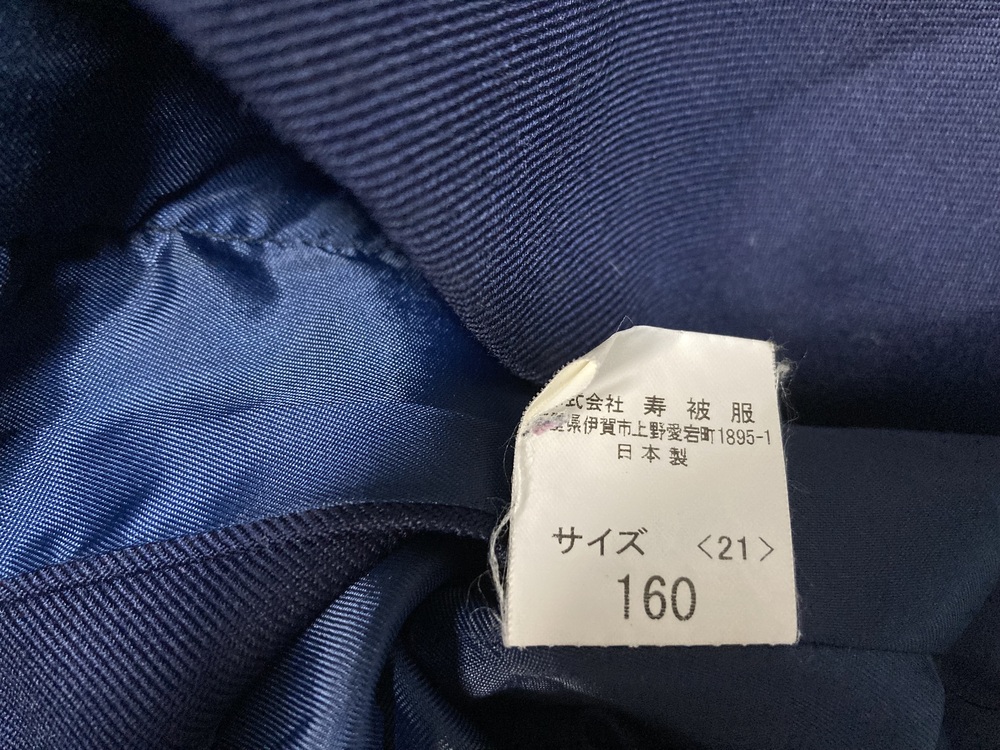 式会社 寿 被 服
県伊賀市上野愛宕町1895-1
日本製
サイズ <21>
160